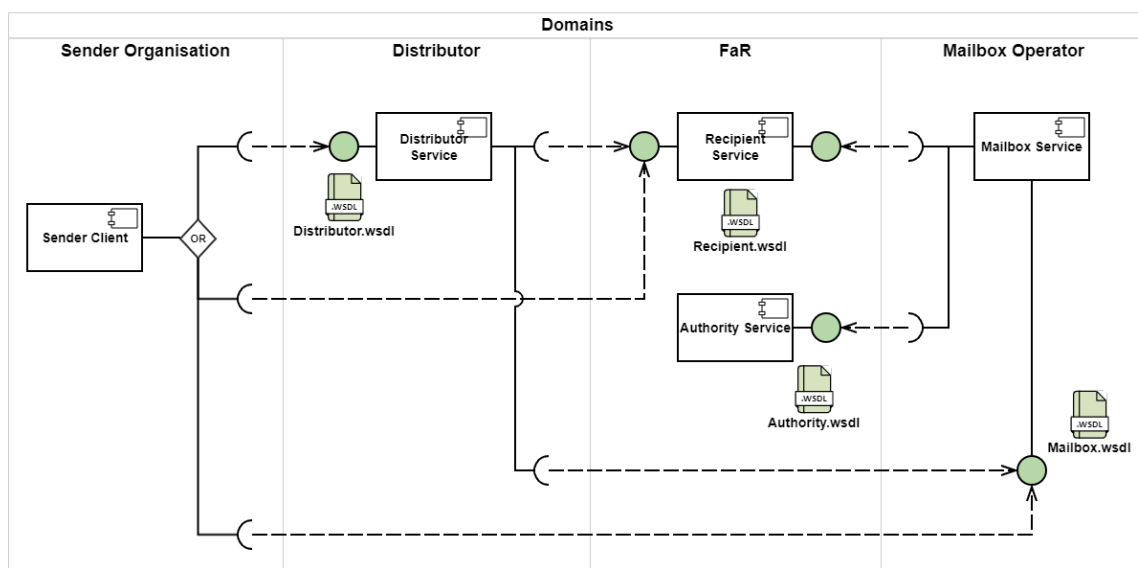 Domains
Sender Organisation
Distributor
FaR
Mailbox Operator
Distributor
Service
Recipient
Service
Mailbox Service
.WSDL
Distributor.wsdl
.WSDL
Recipient.wsdl
Sender Client
OR
Authority Service
.WSDL
Authority.wsdl
.WSDL
Mailbox.wsdl